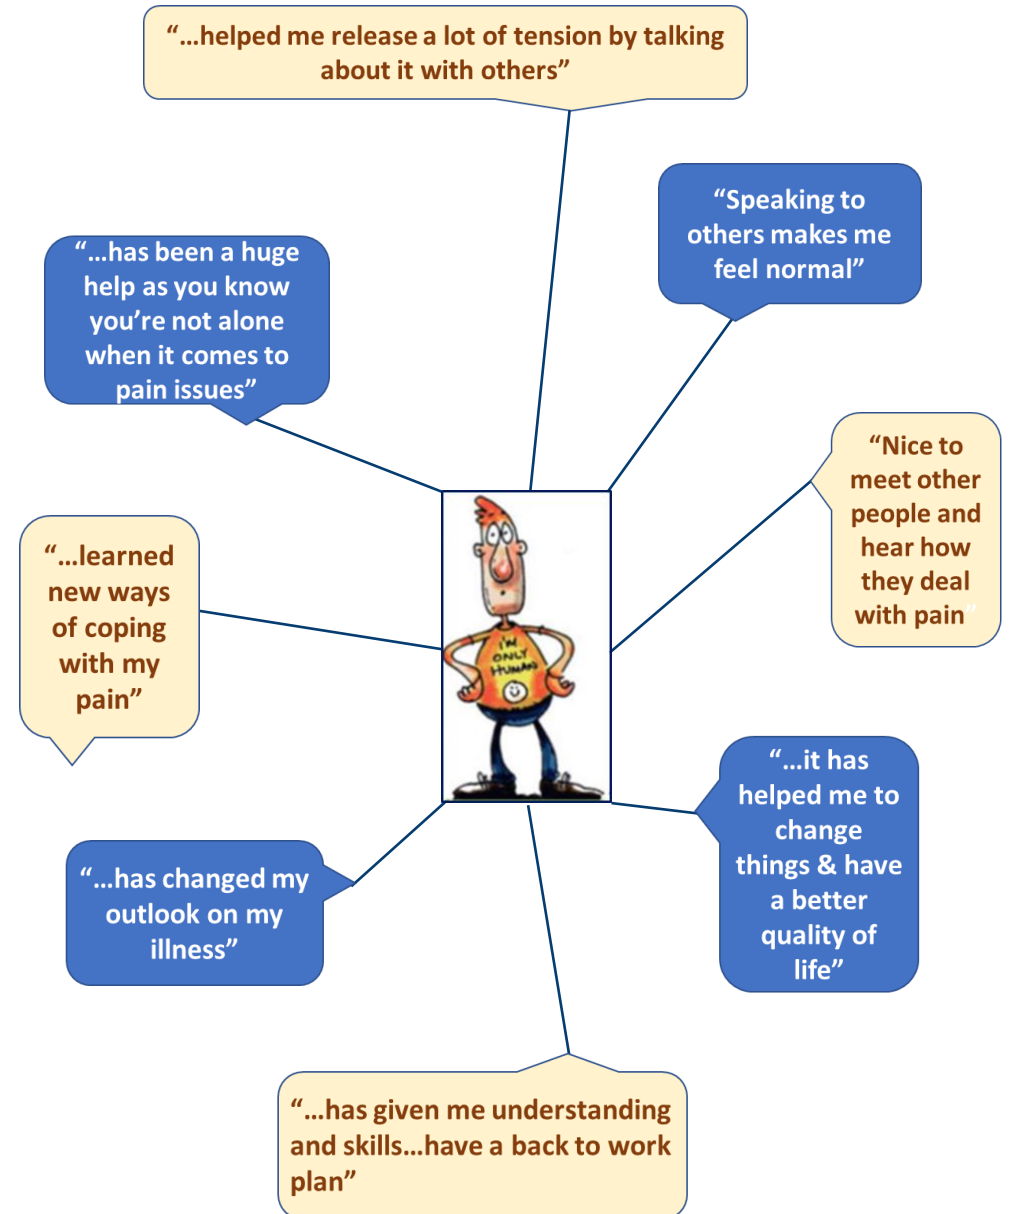 “...helped me release a lot of tension by talking
about it with others”
“Speaking to
others makes me
feel normal”
“...has been a huge
help as you know
you’re not alone
when it comes to
pain issues”
“Nice to
meet other
people and
hear how
they deal
with pain”
“...learned
new ways
of coping
with my
pain”
I'M
ONLY
HUMAN
“...it has
helped me to
change
things & have
a better
quality of
life”
“...has changed my
outlook on my
illness”
“...has given me understanding
and skills...have a back to work
plan”